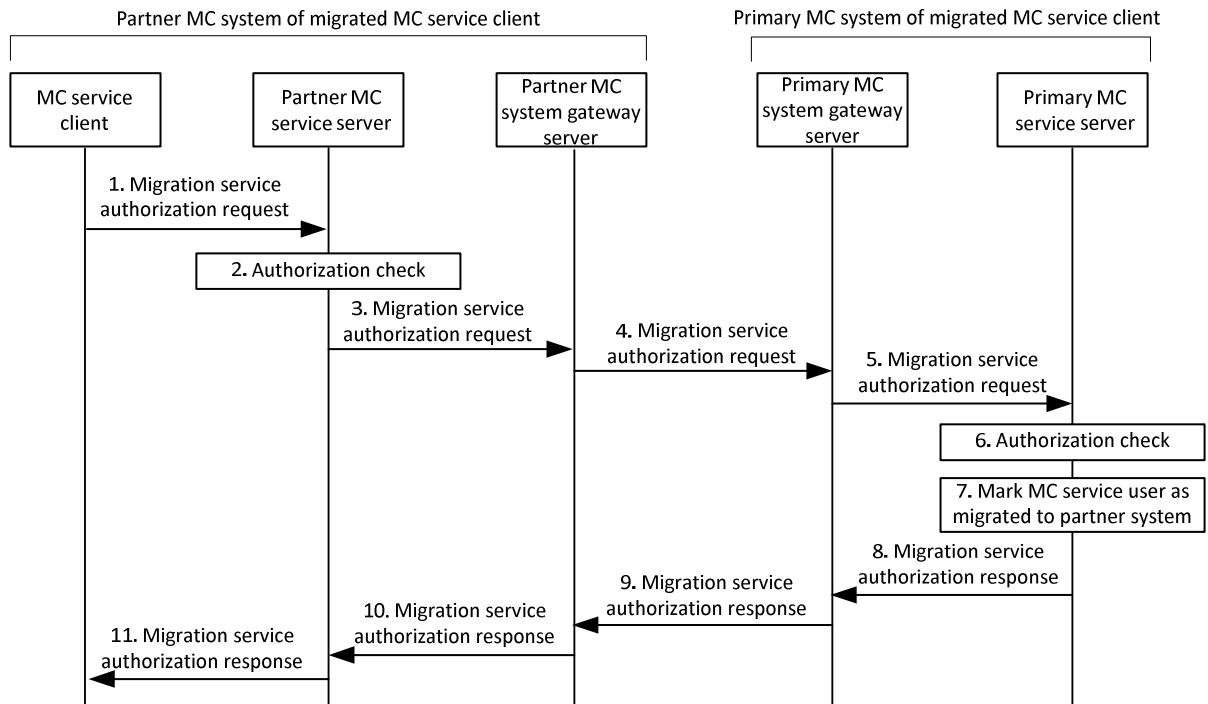 Partner MC system of migrated MC service client
Primary MC system of migrated MC service client
MC service
client
Partner MC
service server
Partner MC
system gateway
server
Primary MC
system gateway
server
Primary MC
service server
1. Migration service
authorization request
2. Authorization check
3. Migration service
authorization request
4. Migration service
authorization request
5. Migration service
authorization request
6. Authorization check
7. Mark MC service user as
migrated to partner system
8. Migration service
authorization response
9. Migration service
authorization response
10. Migration service
authorization response
11. Migration service
authorization response